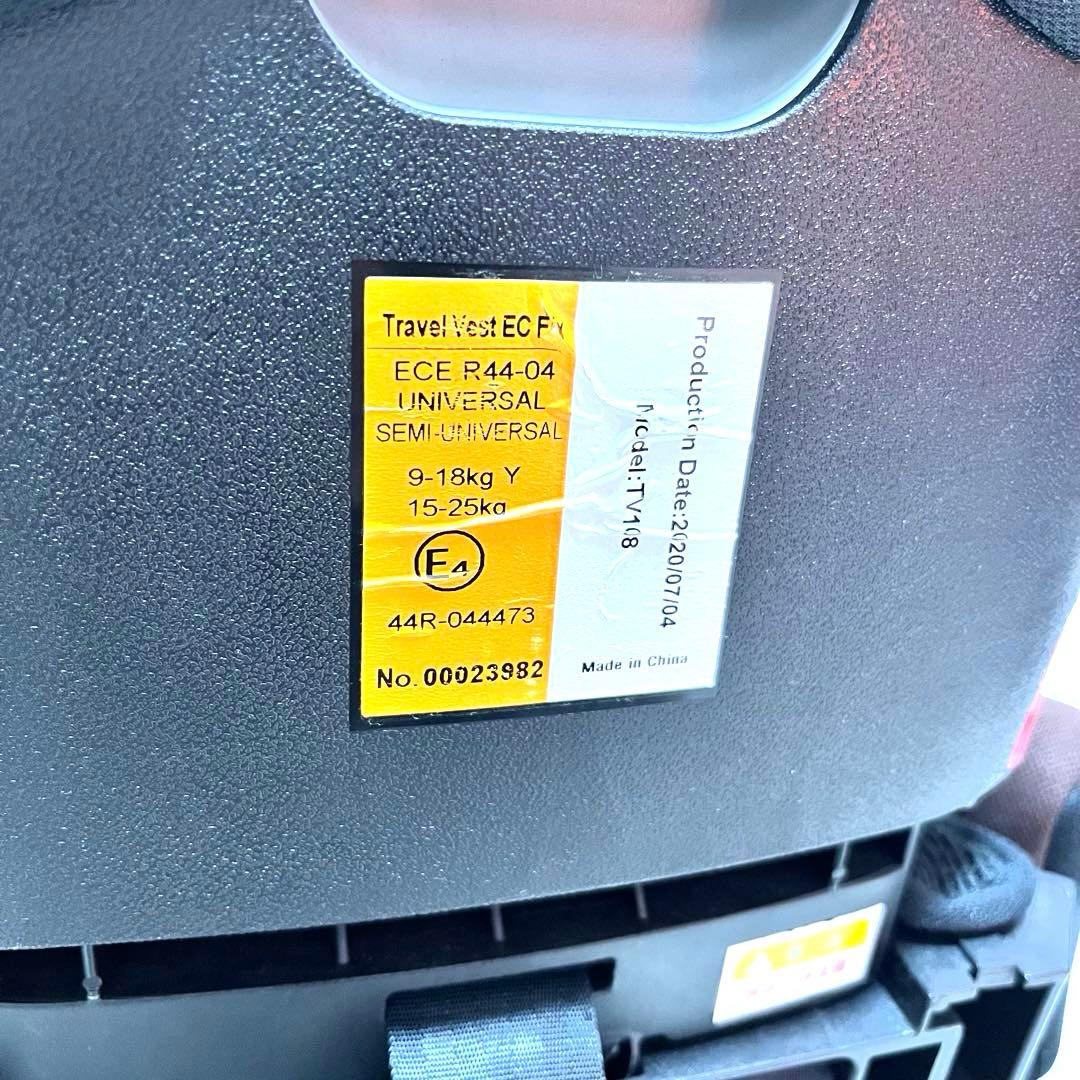 Travel Vest EC Fix
ECE R44-04
UNIVERSAL
SEMI-UNIVERSAL
9-18kg Y
15-25kg
E4
44R-044473
No. 00023982
Production Date:2020/07/04
Model:TV108
Made in China